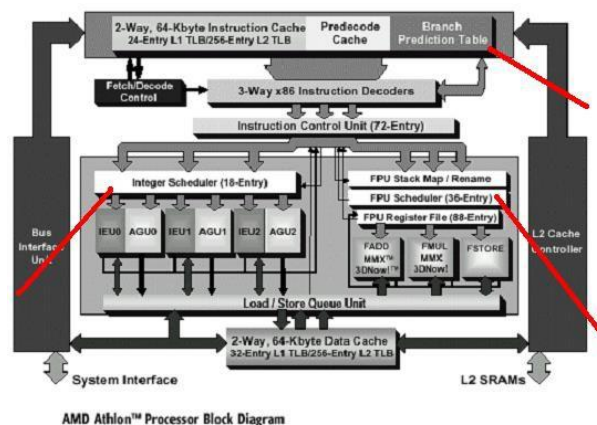 2-Way, 64-Kbyte Instruction Cache
24-Entry L1 TLB/256-Entry L2 TLB
Predecode
Cache
Branch
Prediction Table
Fetch/Decode
Control
3-Way x86 Instruction Decoders
Instruction Control Unit (72-Entry)
Bus
Interface
Unit
Integer Scheduler (18-Entry)
FPU Stack Map / Rename
FPU Scheduler (36-Entry)
FPU Register File (88-Entry)
L2 Cache
Controller
IEU0
AGU0
IEU1
AGU1
IEU2
AGU2
FADD
MMX™
3DNow!™
FMUL
MMX
3DNow!
FSTORE
Load / Store Queue Unit
2-Way, 64-Kbyte Data Cache
32-Entry L1 TLB/256-Entry L2 TLB
System Interface
L2 SRAMs
AMD Athlon™ Processor Block Diagram